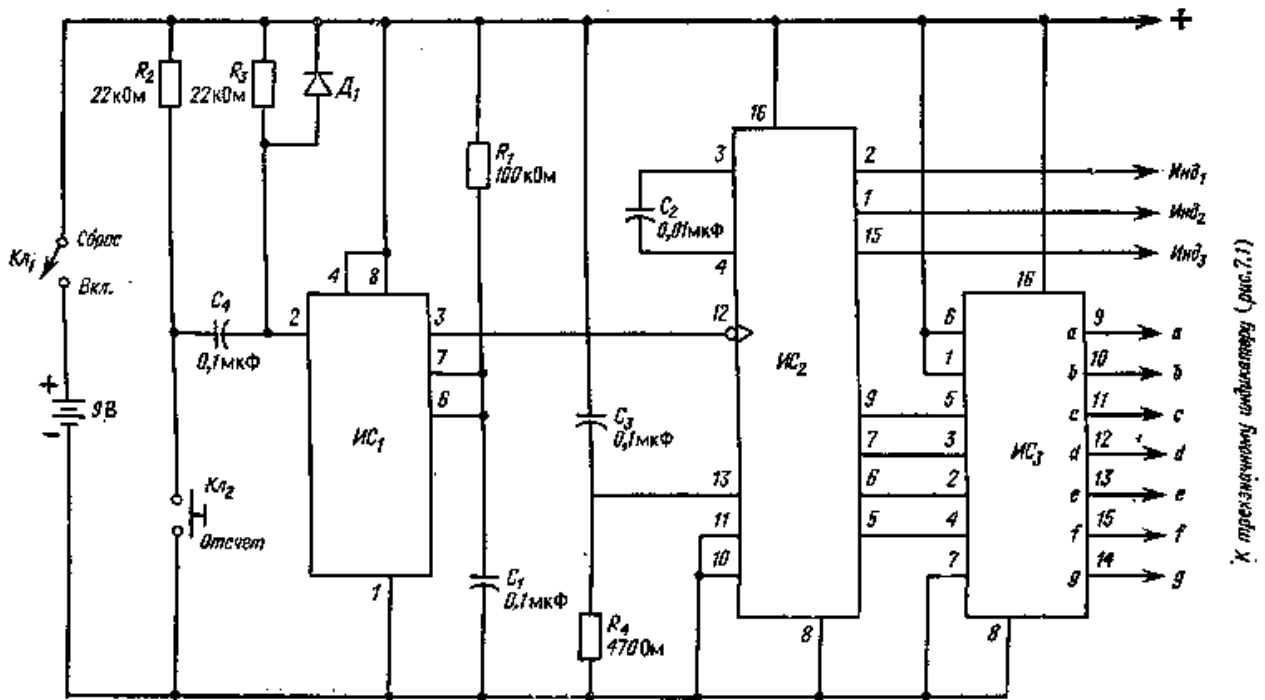 +
R₂
22кОм
R₃
22кОм
Д₁
R₁
100кОм
16
3
2
Инд₁
C₂
0,01мкФ
1
Инд₂
15
Инд₃
4
Кл₁
Сброс
Вкл.
4
8
16
C₄
0,1мкФ
2
3
12
6
a
9
a
7
1
b
10
b
+
9В
-
6
ИС₁
C₃
0,1мкФ
ИС₂
9
5
c
11
c
7
3
ИС₃
d
12
d
Кл₂
Отсчет
13
6
2
e
13
e
11
5
4
f
15
f
10
7
g
14
g
1
C₁
0,1мкФ
R₄
470Ом
8
8
К трехзначному индикатору (рис.7.1)